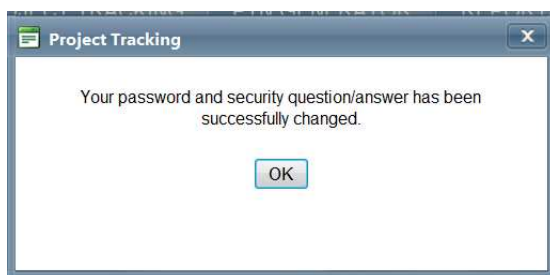 Project Tracking
X
Your password and security question/answer has been
successfully changed.
OK